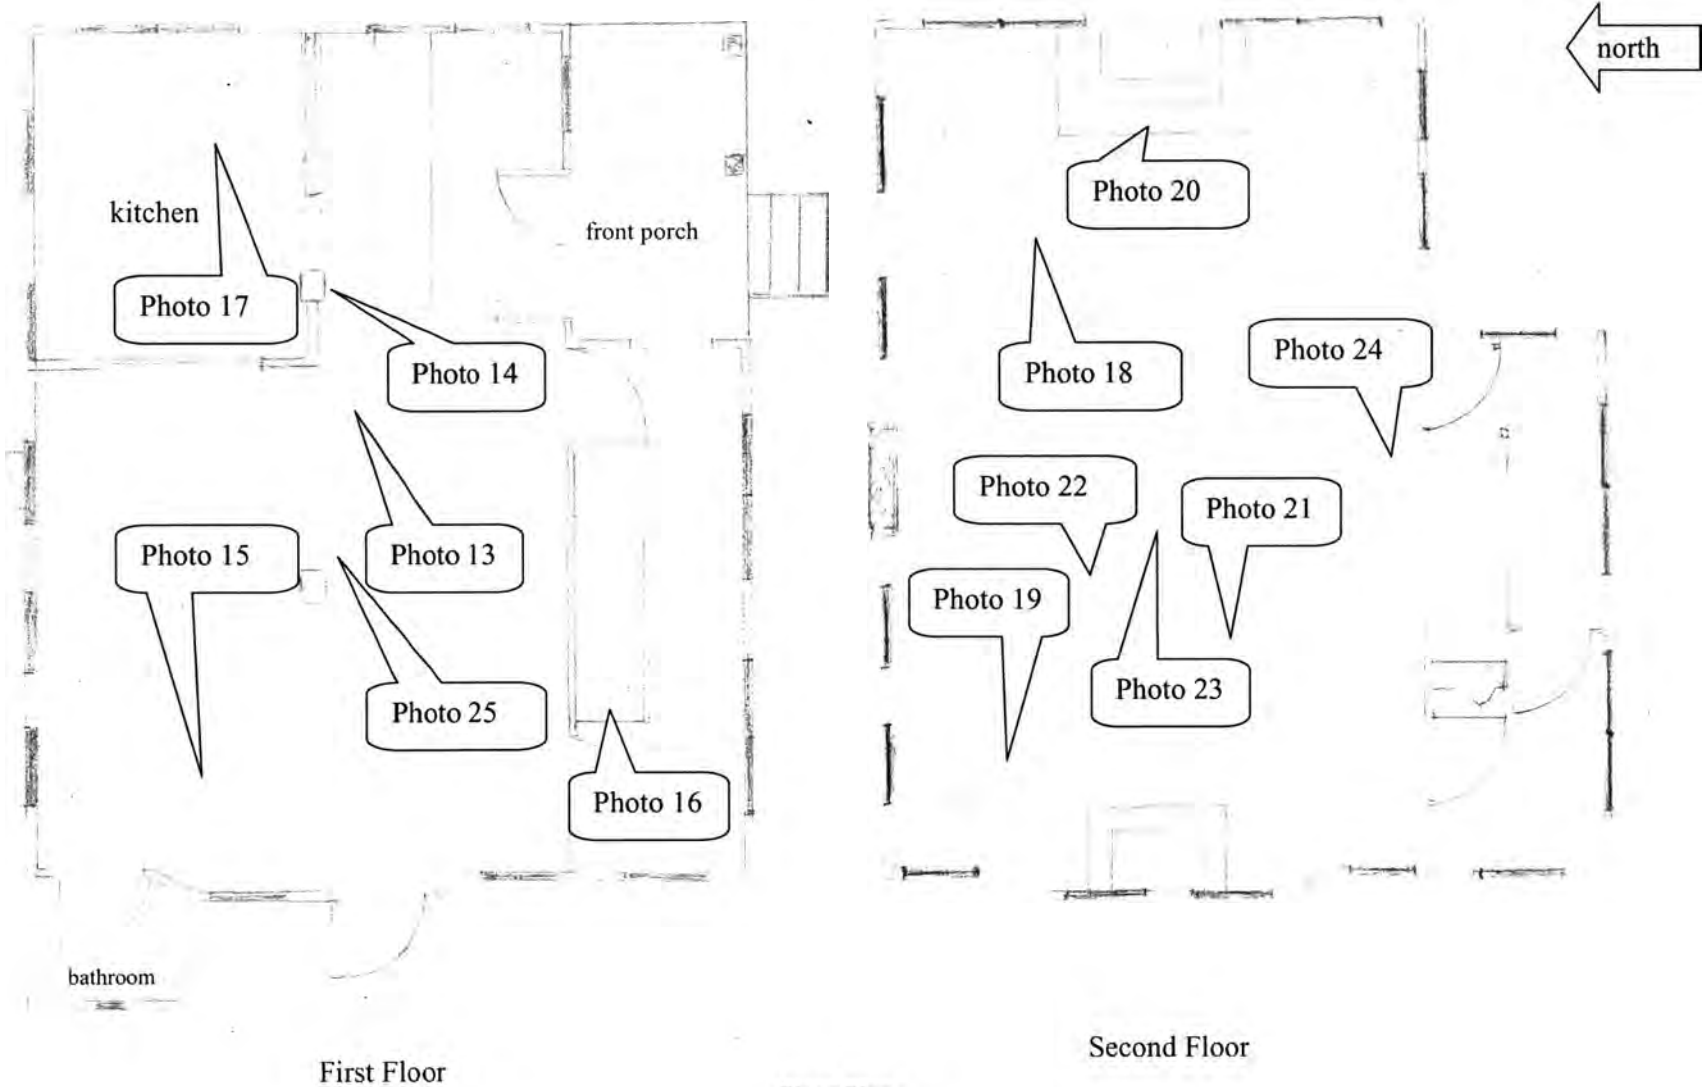 north
kitchen
front porch
Photo 17
Photo 14
Photo 15
Photo 13
Photo 25
Photo 16
bathroom
First Floor
Photo 20
Photo 18
Photo 24
Photo 22
Photo 21
Photo 19
Photo 23
Second Floor